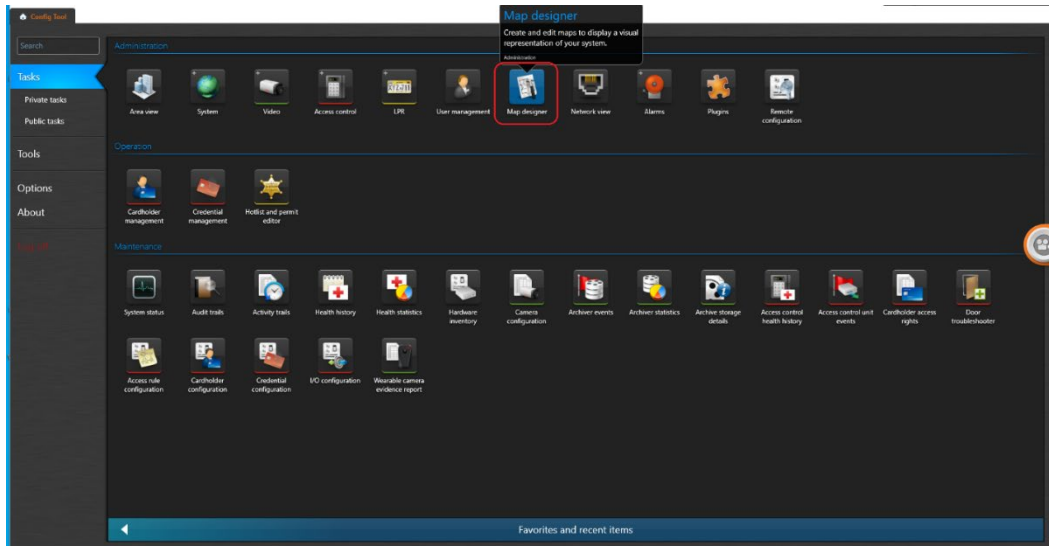 Config Tool
Map designer
Create and edit maps to display a visual
representation of your system.
Administration
Search
Administration
Tasks
Private tasks
Public tasks
Tools
Options
About
Log off
Area view
System
Video
Access control
LPR
User management
Map designer
Network view
Alarms
Plugins
Remote
configuration
Operation
Cardholder
management
Credential
management
Hotlist and permit
editor
Maintenance
System status
Audit trails
Activity trails
Health history
Health statistics
Hardware
inventory
Camera
configuration
Archiver events
Archiver statistics
Archive storage
details
Access control
health history
Access control unit
events
Cardholder access
rights
Door
troubleshooter
Access rule
configuration
Cardholder
configuration
Credential
configuration
I/O configuration
Wearable camera
evidence report
Favorites and recent items